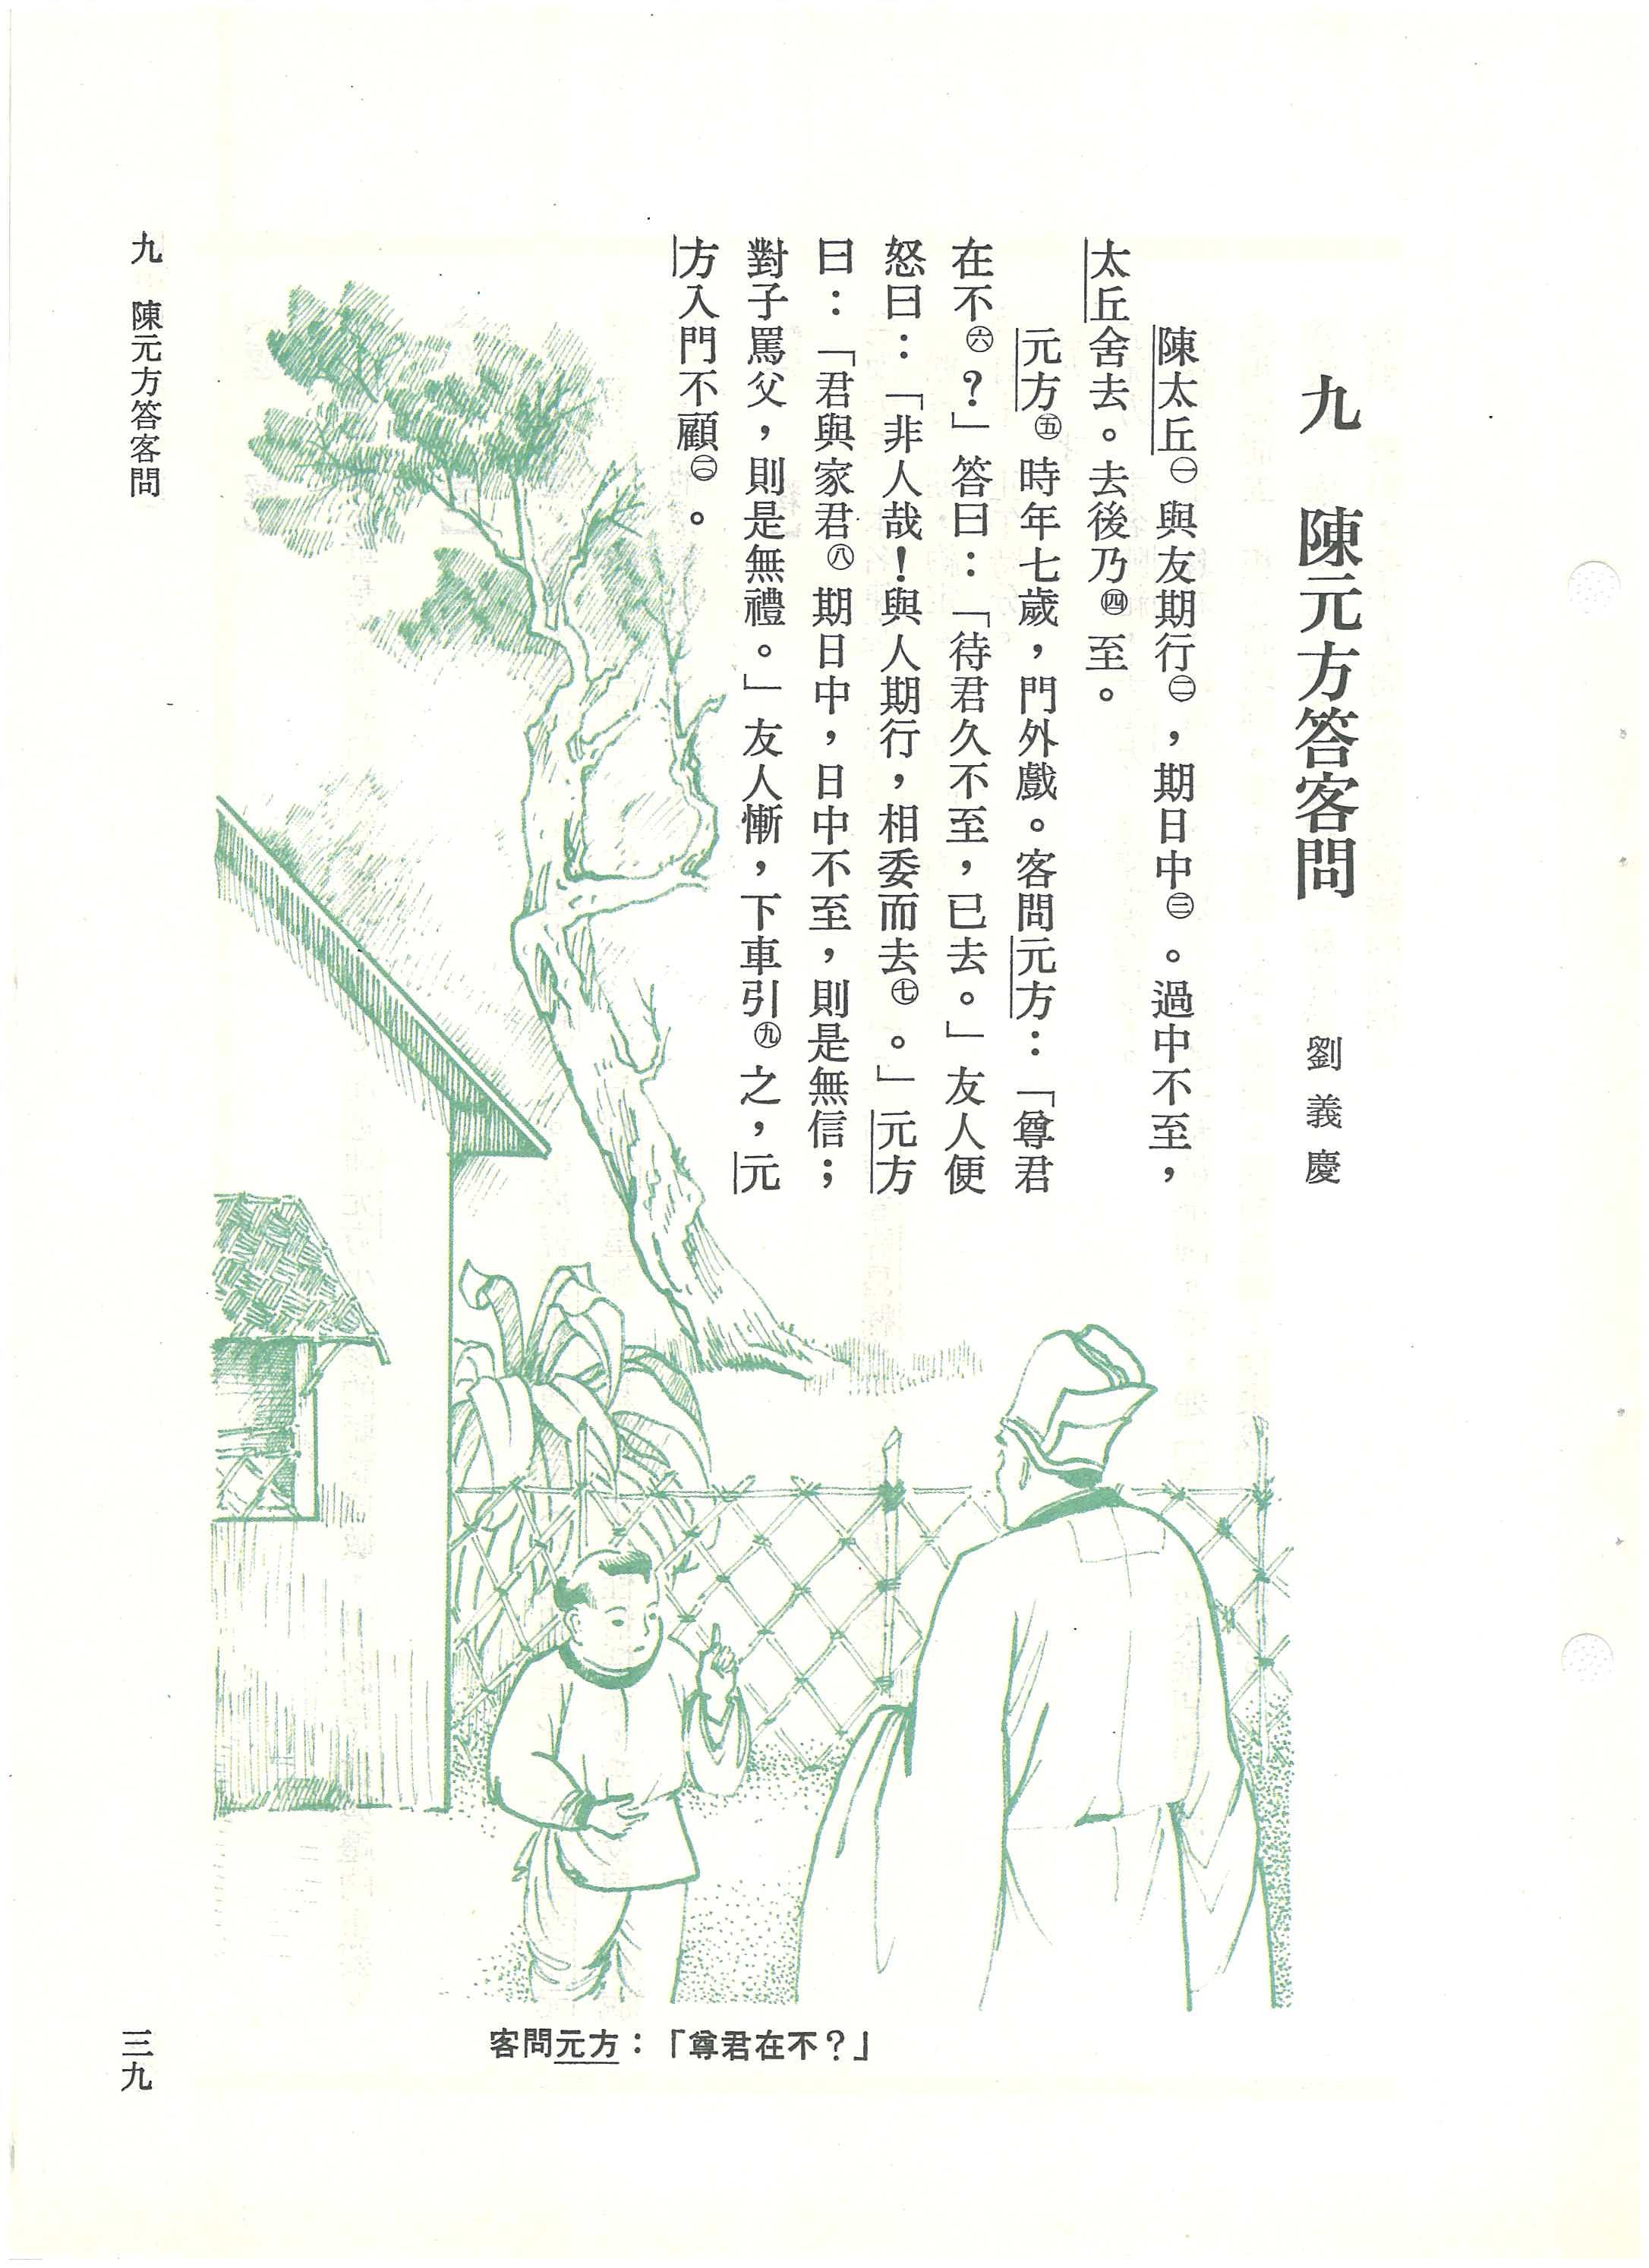 九　陳元方答客問　劉義慶
陳太丘㊀與友期行㊁，期日中㊂。過中不至，
太丘舍去。去後乃㊃至。
元方㊄時年七歲，門外戲。客問元方：「尊君
在不㊅？」答曰：「待君久不至，已去。」友人便
怒曰：「非人哉！與人期行，相委而去㊆。」元方
曰：「君與家君㊇期日中，日中不至，則是無信；
對子罵父，則是無禮。」友人慚，下車引㊈之，元
方入門不顧。
客問元方：「尊君在不？」
九　陳元方答客問
三九